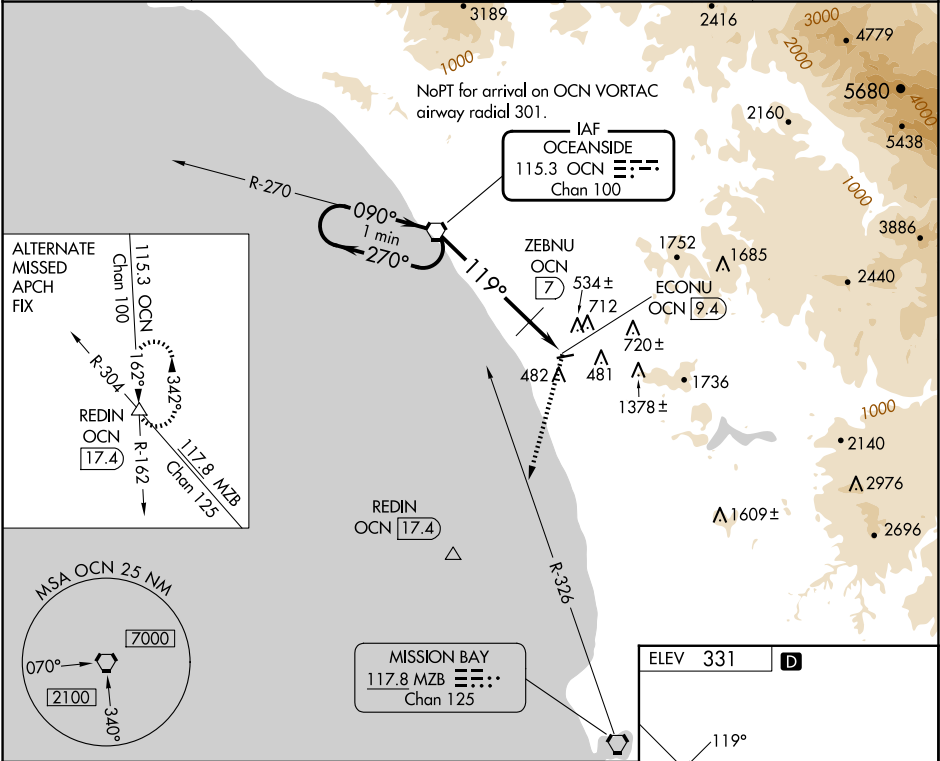 3189
2416
3000
4779
2000
1000
5680
4000
NoPT for arrival on OCN VORTAC
airway radial 301.
2160
5438
IAF
OCEANSIDE
115.3 OCN
Chan 100
R-270
090°
1 min
270°
1000
3886
119°
ZEBNU
OCN
7
1752
1685
2440
534±
712
ECONU
OCN 9.4
720±
482
481
1378±
1736
1000
2140
2976
1609±
2696
ALTERNATE
MISSED
APCH
FIX
115.3 OCN
Chan 100
R-304
162°
342°
REDIN
OCN
17.4
R-162
117.8 MZB
Chan 125
REDIN
OCN 17.4
R-326
MSA OCN 25 NM
7000
070°
2100
340°
MISSION BAY
117.8 MZB
Chan 125
ELEV 331
D
119°